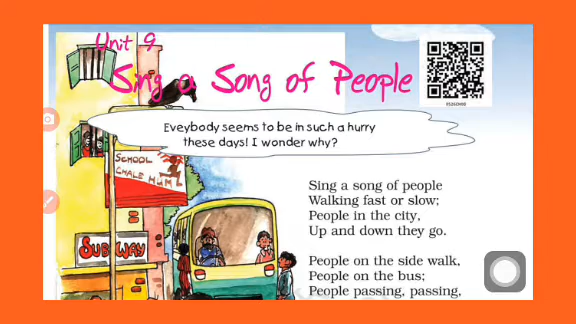 Unit 9
Sing a Song of People
Eveybody seems to be in such a hurry
these days! I wonder why?
SCHOOL
CHALE HUM
SUBWAY
Sing a song of people
Walking fast or slow;
People in the city,
Up and down they go.
People on the side walk,
People on the bus;
People passing, passing,